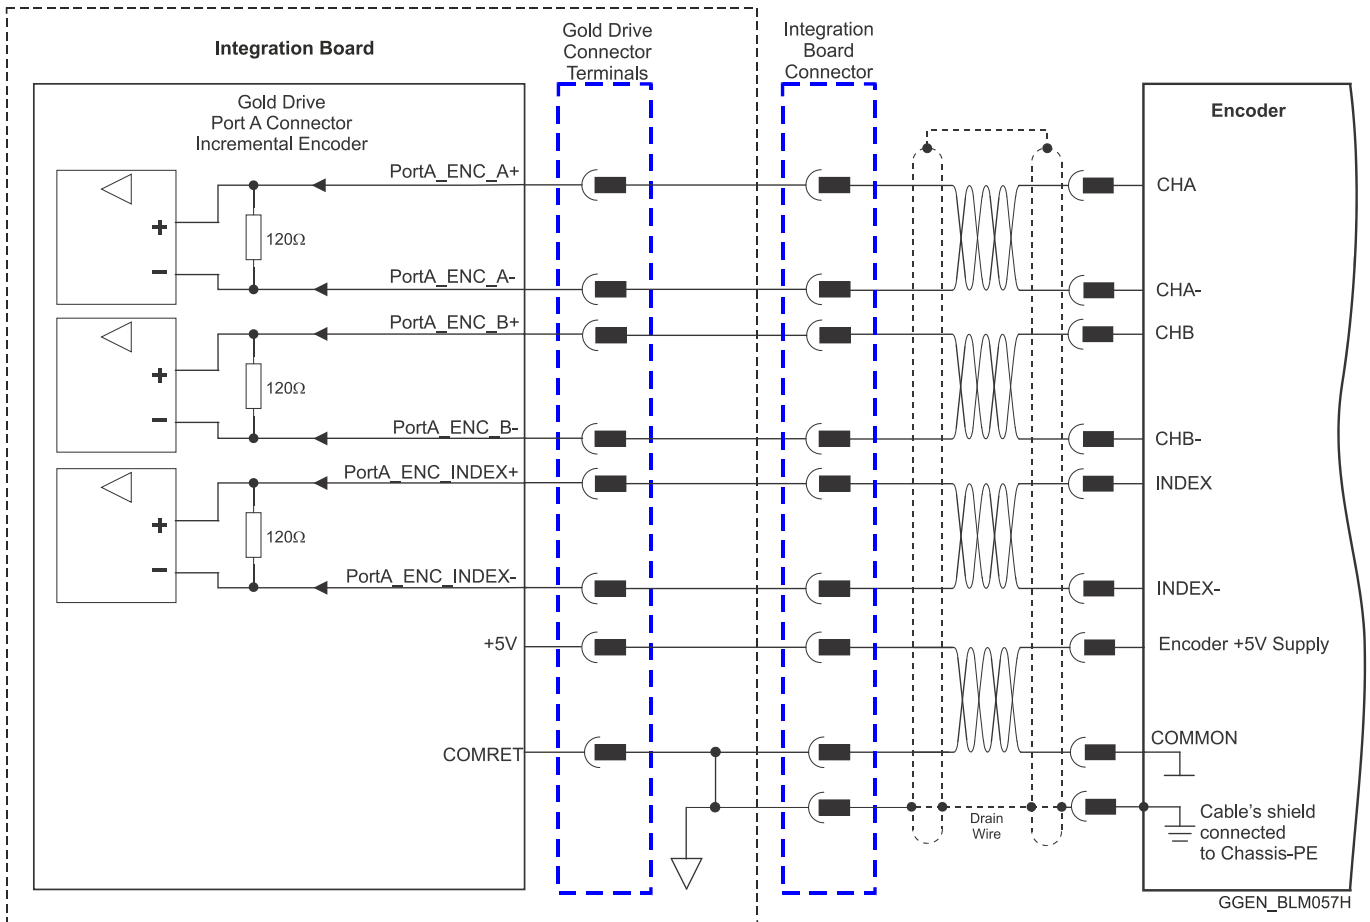 Integration Board
Gold Drive
Connector
Terminals
Integration
Board
Connector
Gold Drive
Port A Connector
Incremental Encoder
Encoder
PortA_ENC_A+
CHA
+
120Ω
−
PortA_ENC_A-
CHA-
PortA_ENC_B+
CHB
+
120Ω
−
PortA_ENC_B-
CHB-
PortA_ENC_INDEX+
INDEX
+
120Ω
−
PortA_ENC_INDEX-
INDEX-
+5V
Encoder +5V Supply
COMRET
COMMON
Drain
Wire
Cable's shield
connected
to Chassis-PE
GGEN_BLM057H